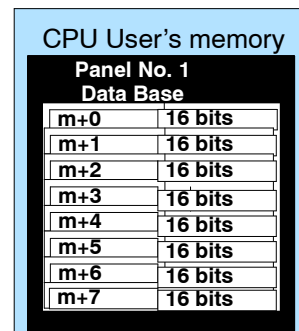 CPU User's memory
Panel No. 1
Data Base
m+0 16 bits
m+1 16 bits
m+2 16 bits
m+3 16 bits
m+4 16 bits
m+5 16 bits
m+6 16 bits
m+7 16 bits